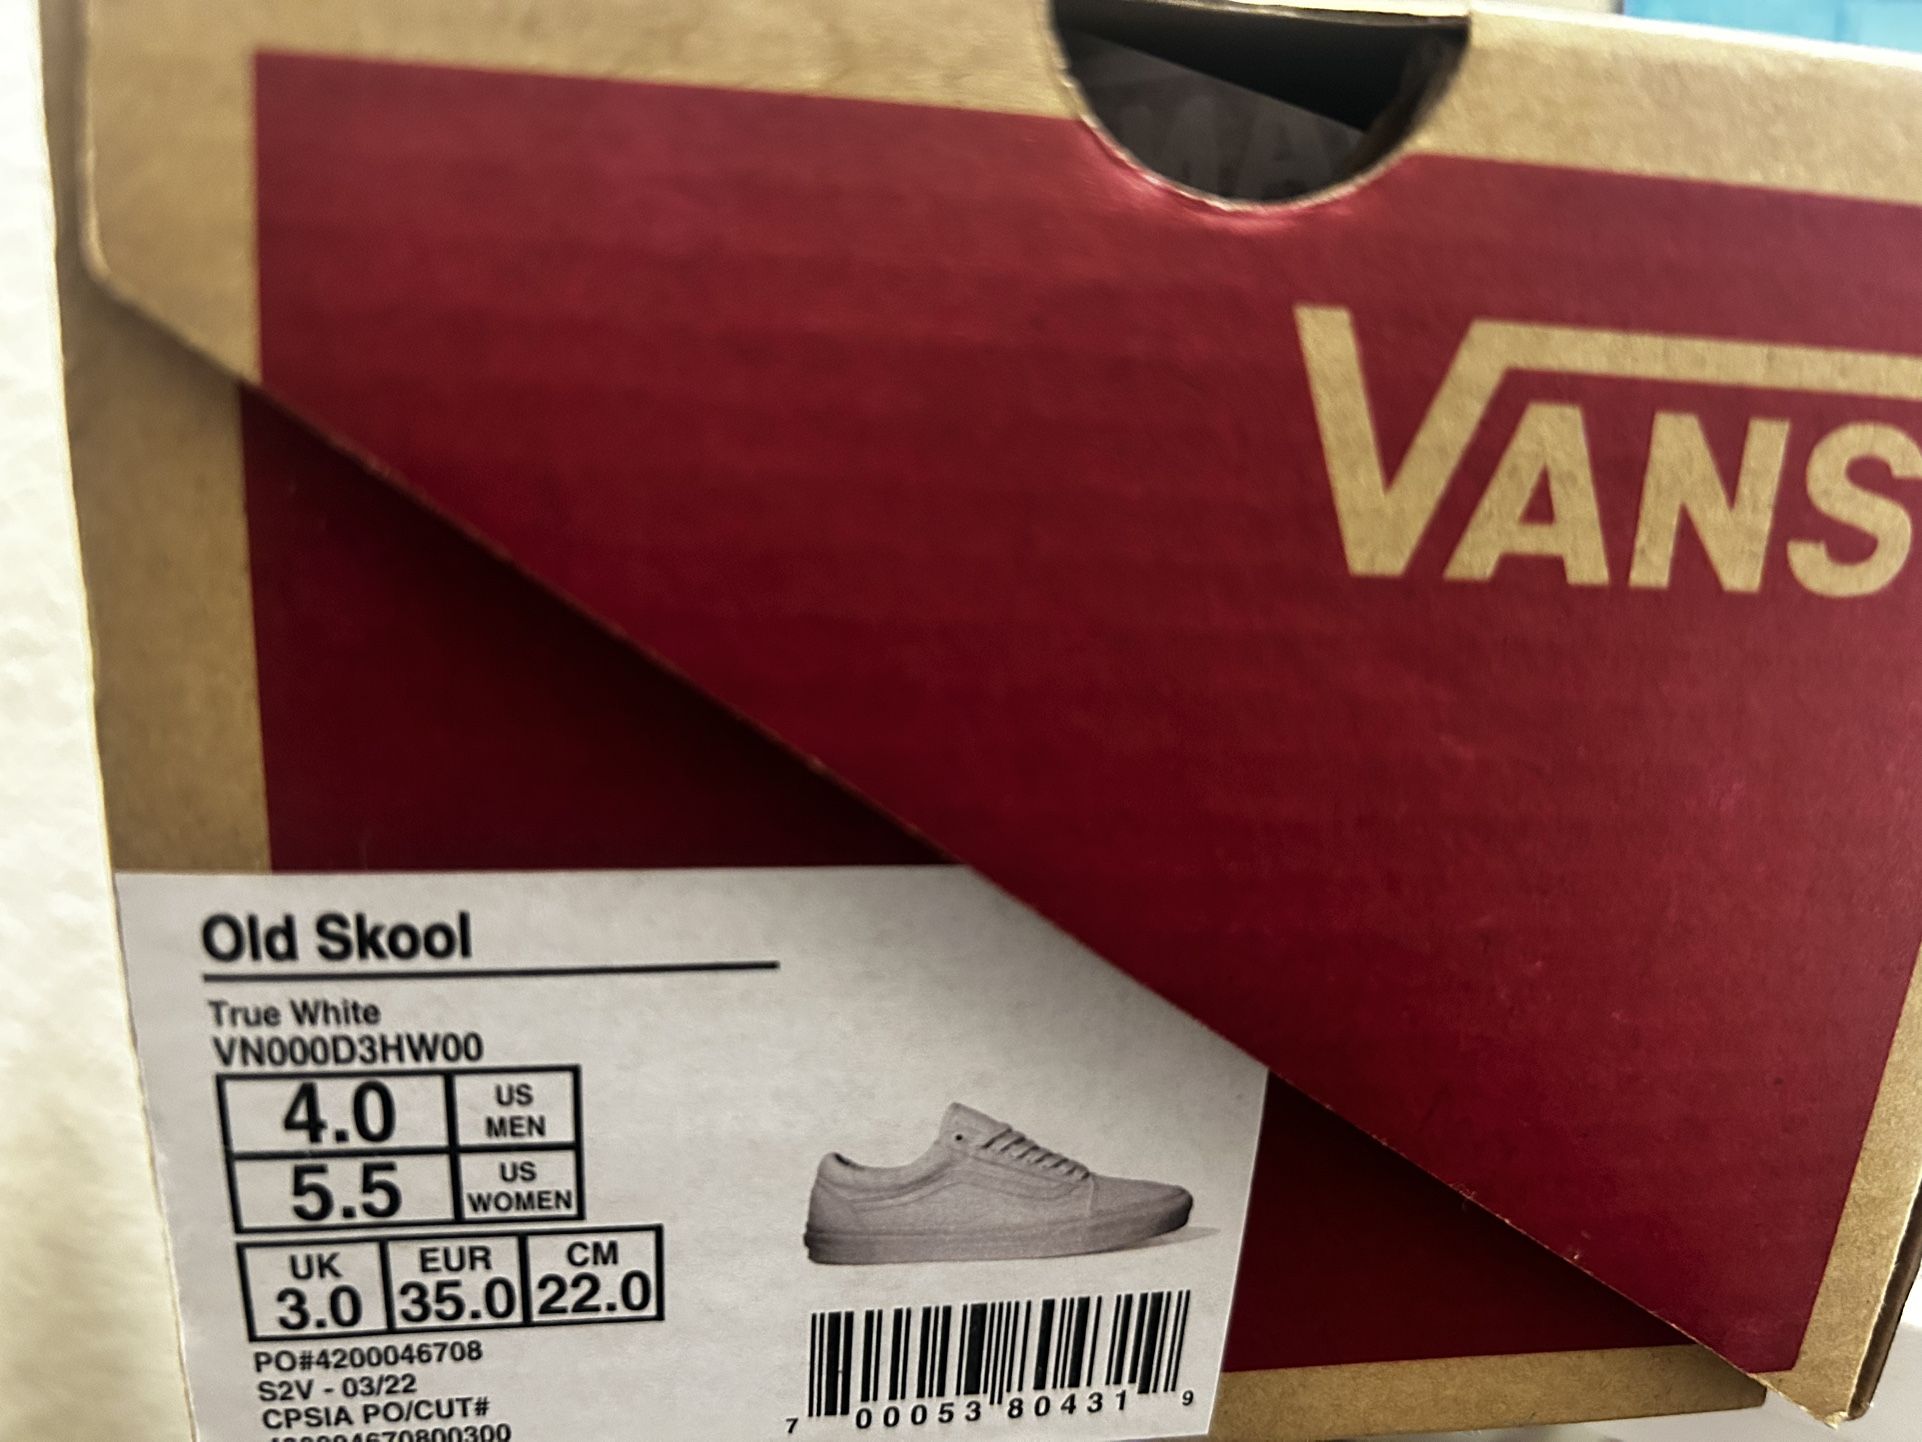 VANS
Old Skool
True White
VN000D3HW00
4.0 US MEN
5.5 US WOMEN
UK EUR CM
3.0 35.0 22.0
PO#4200046708
S2V - 03/22
CPSIA PO/CUT#
420004670800300
7 00053 80431 9